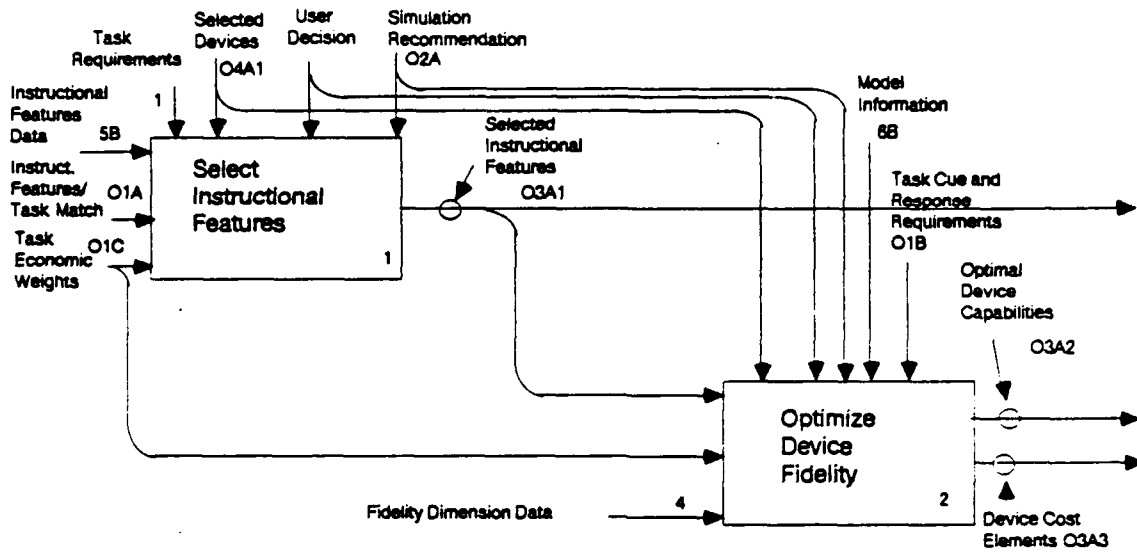 Task
Requirements
1
Selected
Devices
O4A1
User
Decision
Simulation
Recommendation
O2A
Instructional
Features
Data
5B
Instruct.
Features/
Task Match
O1A
Task
Economic
Weights
O1C
Select
Instructional
Features
1
Selected
Instructional
Features
O3A1
Model
Information
6B
Task Cue and
Response
Requirements
O1B
Optimal
Device
Capabilities
O3A2
Optimize
Device
Fidelity
2
Fidelity Dimension Data
4
Device Cost
Elements O3A3